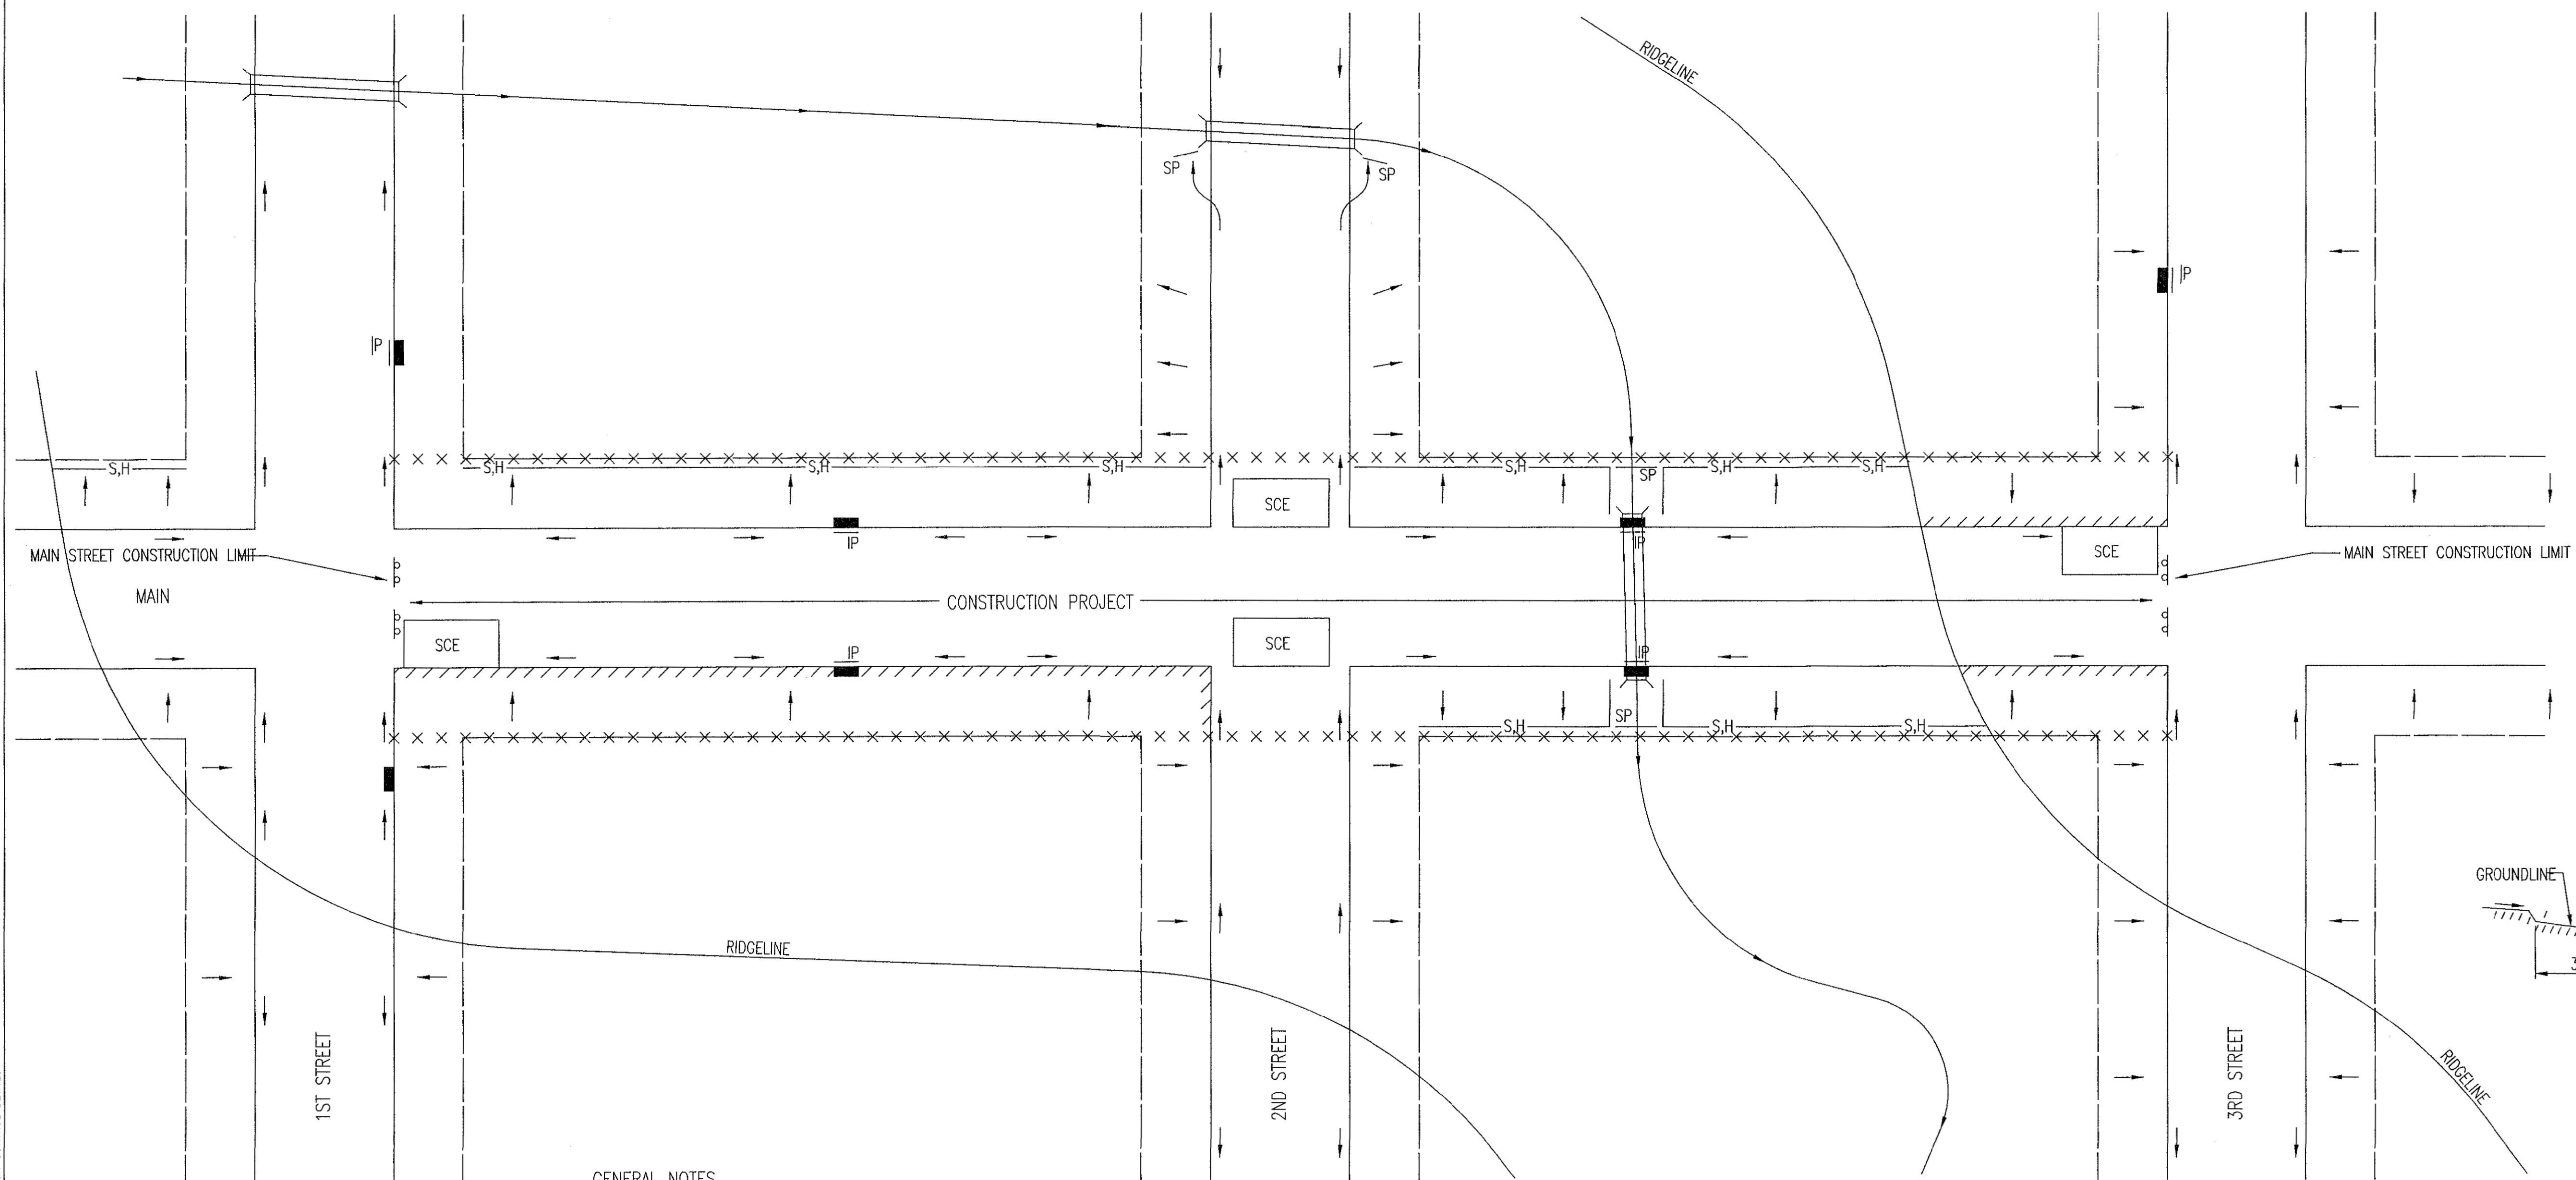 RIDGELINE
SP
SP
IP
IP
S,H
S,H
S,H
S,H
S,H
SP
S,H
S,H
SCE
IP
IP
SCE
MAIN STREET CONSTRUCTION LIMIT
MAIN STREET CONSTRUCTION LIMIT
MAIN
CONSTRUCTION PROJECT
SCE
SCE
IP
IP
S,H
SP
S,H
S,H
GROUNDLINE
RIDGELINE
3
1ST STREET
2ND STREET
3RD STREET
RIDGELINE
GENERAL NOTES